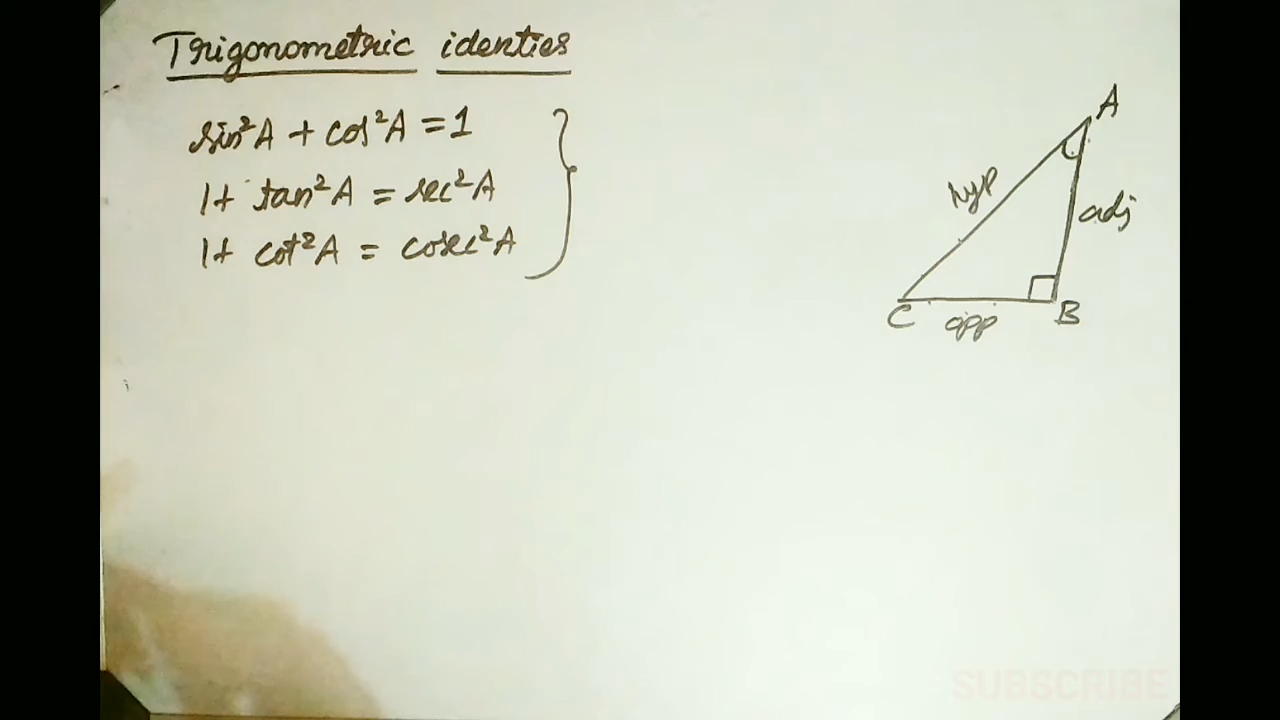 Trigonometric identies
sin²A + cos²A = 1
1+ tan²A = sec²A
1+ cot²A = cosec²A
A
hyp
adj
C
opp
B
SUBSCRIBE